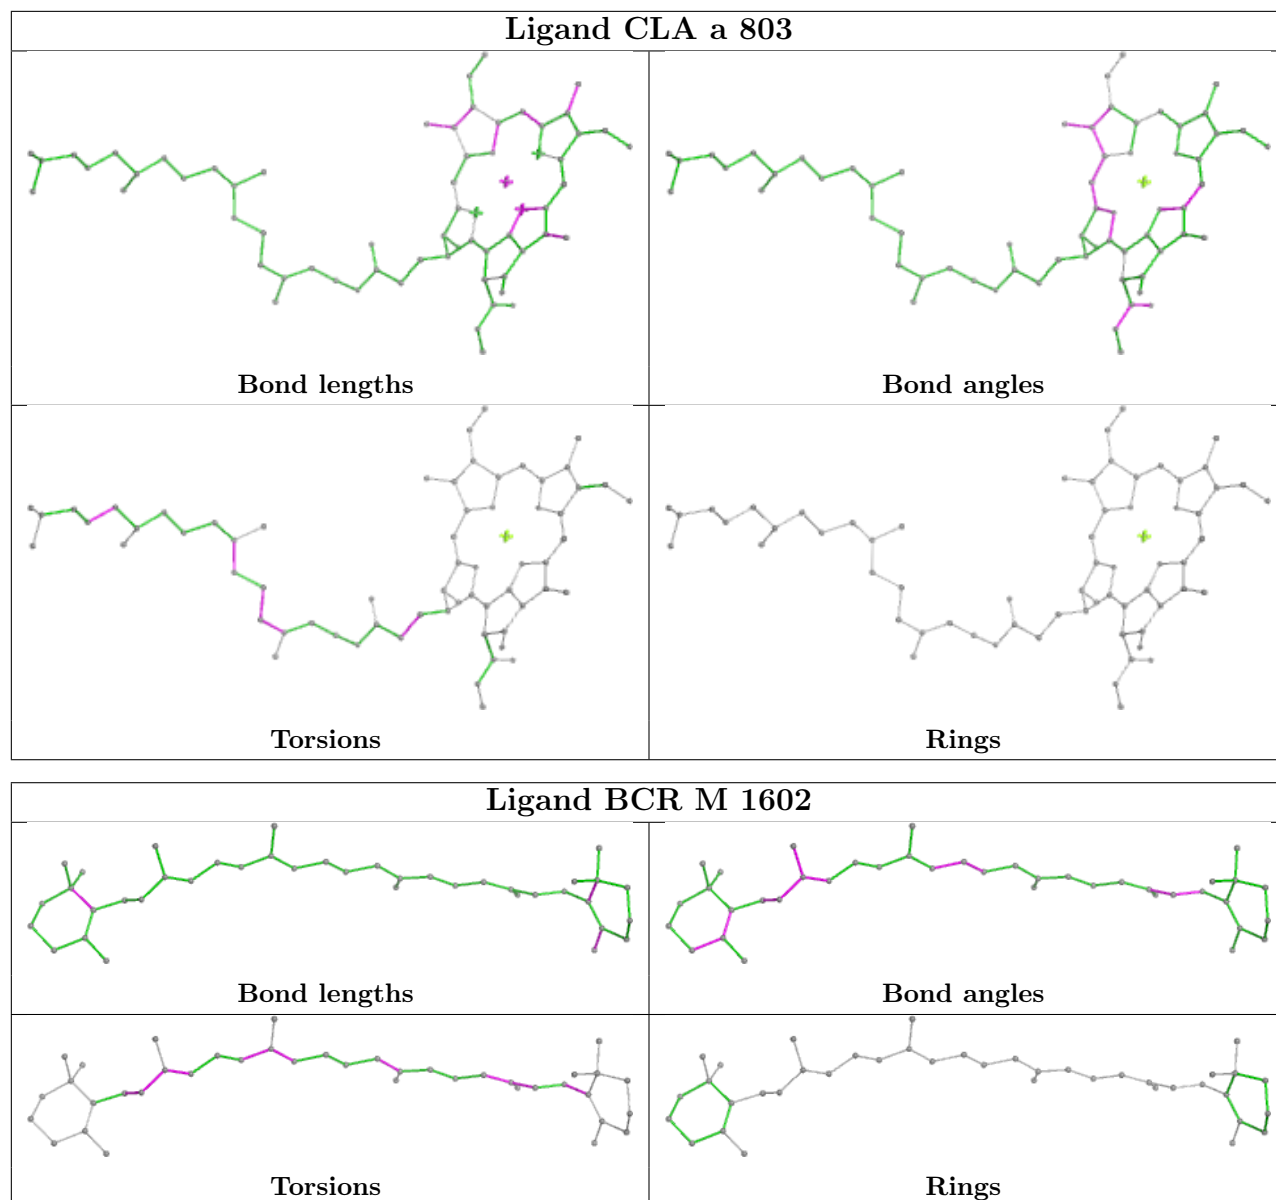 Ligand CLA a 803
Bond lengths
Bond angles
Torsions
Rings
Ligand BCR M 1602
Bond lengths
Bond angles
Torsions
Rings